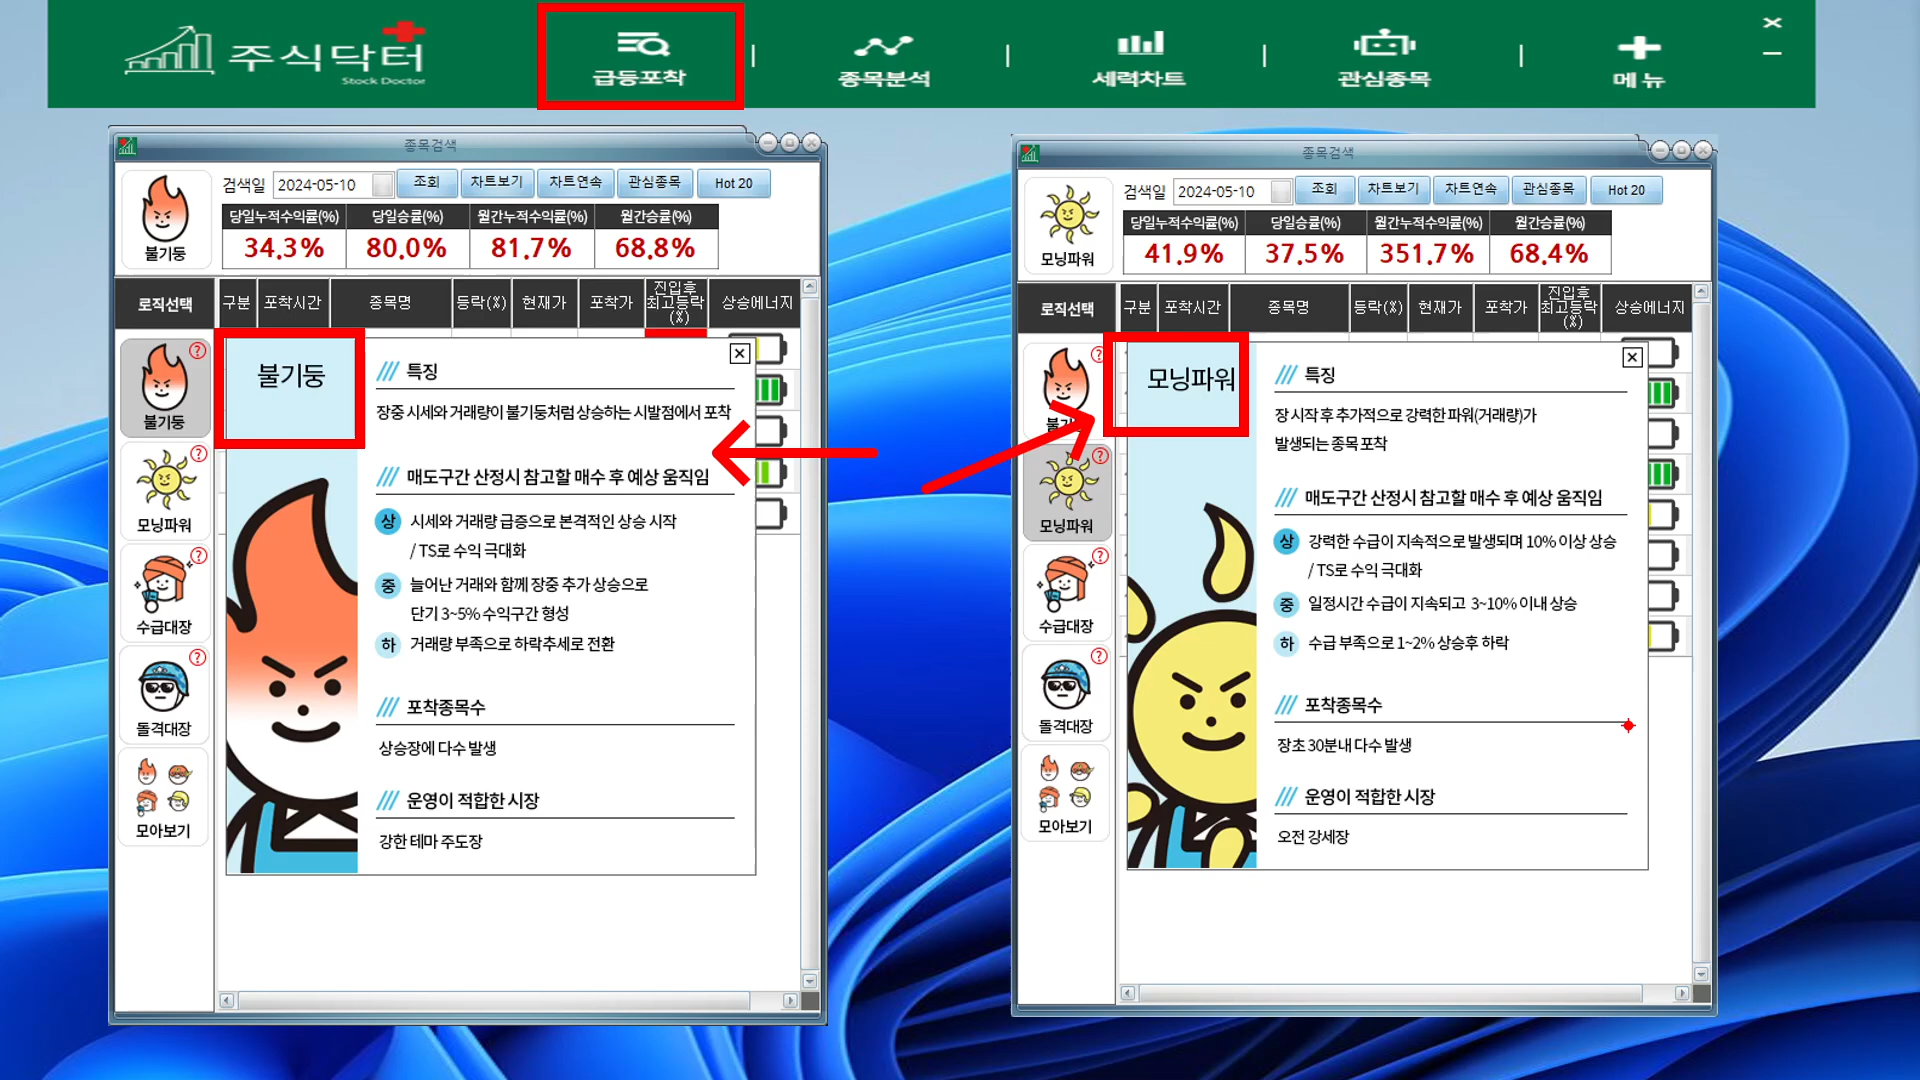 주식닥터
Stock Doctor
급등포착
종목분석
세력차트
관심종목
메뉴
종목검색
불기둥
검색일
2024-05-10
조회
차트보기
차트연속
관심종목
Hot 20
당일누적수익률(%)
당일승률(%)
월간누적수익률(%)
월간승률(%)
34.3%
80.0%
81.7%
68.8%
로직선택
구분
포착시간
종목명
등락(%)
현재가
포착가
진입후
최고등락
(%)
상승에너지
불기둥
모닝파워
수급대장
돌격대장
모아보기
불기둥
특징
장중 시세와 거래량이 불기둥처럼 상승하는 시발점에서 포착
매도구간 산정시 참고할 매수 후 예상 움직임
상 시세와 거래량 급증으로 본격적인 상승 시작
/ TS로 수익 극대화
중 늘어난 거래와 함께 장중 추가 상승으로
단기 3~5% 수익구간 형성
하 거래량 부족으로 하락추세로 전환
포착종목수
상승장에 다수 발생
운영이 적합한 시장
강한 테마 주도장
종목검색
모닝파워
검색일
2024-05-10
조회
차트보기
차트연속
관심종목
Hot 20
당일누적수익률(%)
당일승률(%)
월간누적수익률(%)
월간승률(%)
41.9%
37.5%
351.7%
68.4%
로직선택
구분
포착시간
종목명
등락(%)
현재가
포착가
진입후
최고등락
(%)
상승에너지
모닝파워
수급대장
돌격대장
모아보기
모닝파워
특징
장 시작 후 추가적으로 강력한 파워(거래량)가
발생되는 종목 포착
매도구간 산정시 참고할 매수 후 예상 움직임
상 강력한 수급이 지속적으로 발생되며 10% 이상 상승
/ TS로 수익 극대화
중 일정시간 수급이 지속되고 3~10% 이내 상승
하 수급 부족으로 1~2% 상승후 하락
포착종목수
장초 30분내 다수 발생
운영이 적합한 시장
오전 강세장